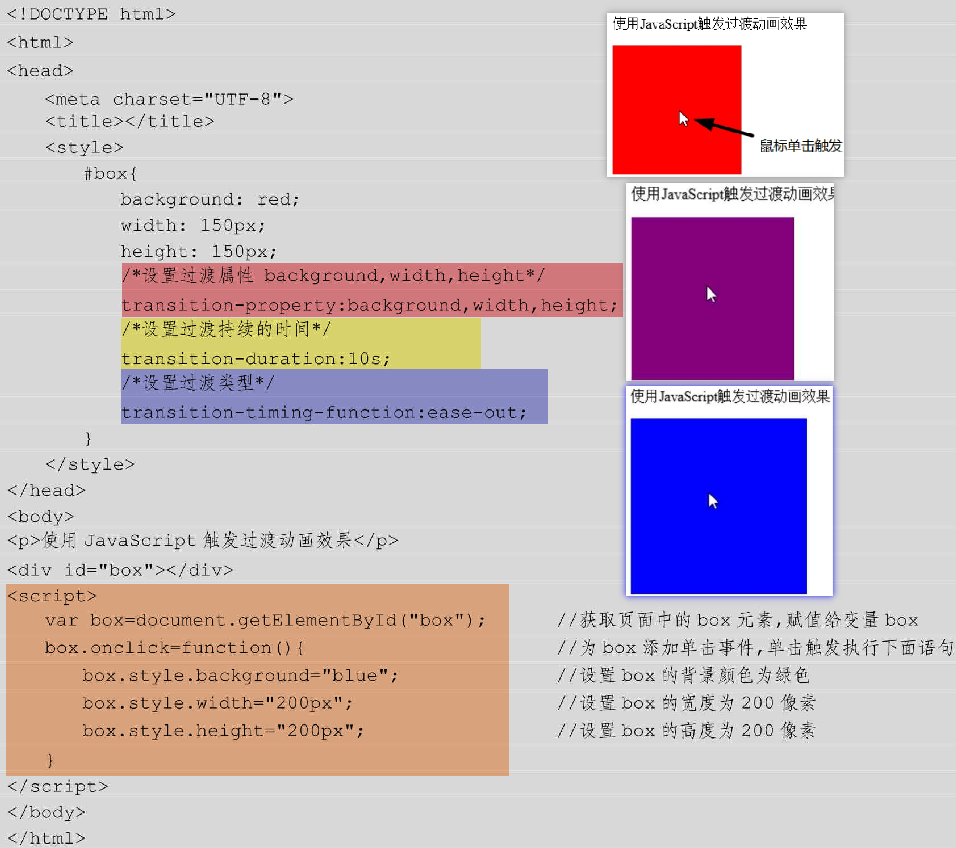 <!DOCTYPE html>
<html>
<head>
<meta charset="UTF-8">
<title></title>
<style>
#box{
background: red;
width: 150px;
height: 150px;
/*设置过渡属性 background,width,height*/
transition-property:background,width,height;
/*设置过渡持续的时间*/
transition-duration:10s;
/*设置过渡类型*/
transition-timing-function:ease-out;
}
</style>
</head>
<body>
<p>使用 JavaScript 触发过渡动画效果</p>
<div id="box"></div>
<script>
var box=document.getElementById("box"); //获取页面中的 box 元素,赋值给变量 box
box.onclick=function(){ //为 box 添加单击事件,单击触发执行下面语句
box.style.background="blue"; //设置 box 的背景颜色为绿色
box.style.width="200px"; //设置 box 的宽度为 200 像素
box.style.height="200px"; //设置 box 的高度为 200 像素
}
</script>
</body>
</html>
使用JavaScript触发过渡动画效果
鼠标单击触发
使用JavaScript触发过渡动画效果
使用JavaScript触发过渡动画效果